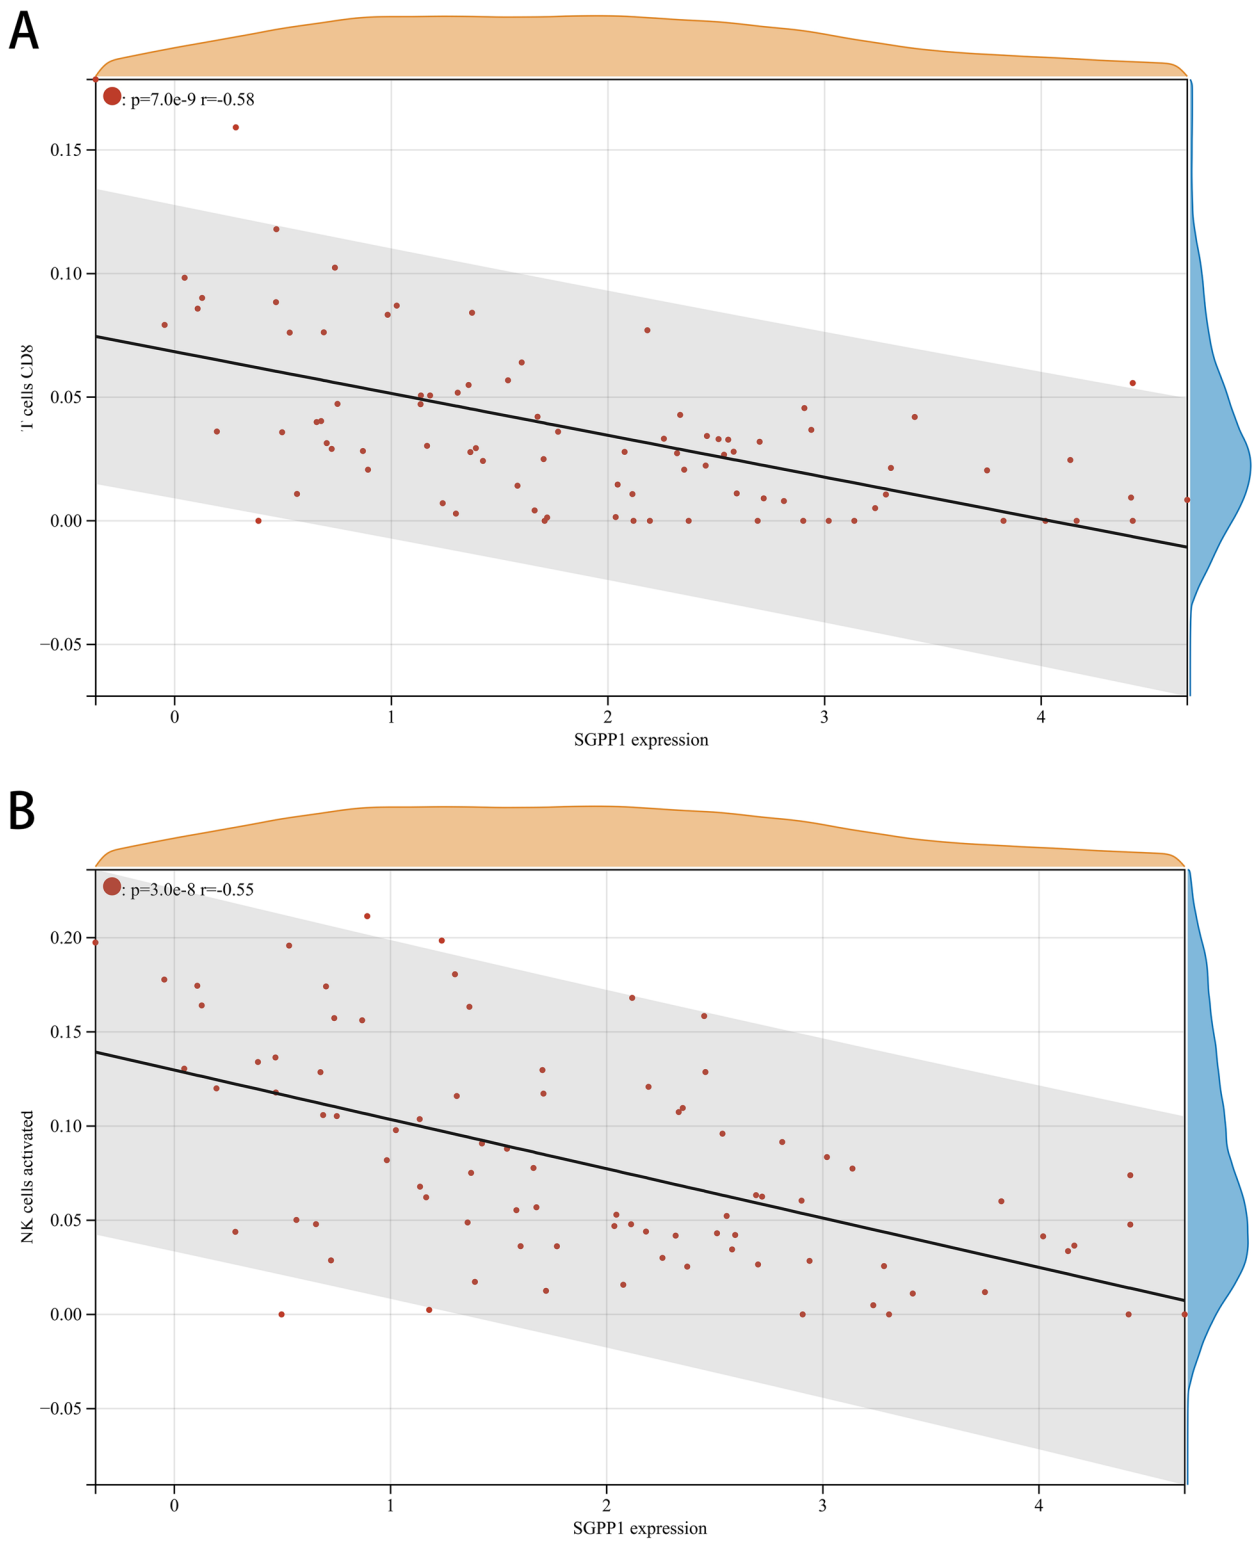 A
: p=7.0e-9 r=-0.58
0.15
0.10
0.05
0.00
−0.05
T cells CD8
0 1 2 3 4
SGPP1 expression
B
: p=3.0e-8 r=-0.55
0.20
0.15
0.10
0.05
0.00
−0.05
NK cells activated
0 1 2 3 4
SGPP1 expression